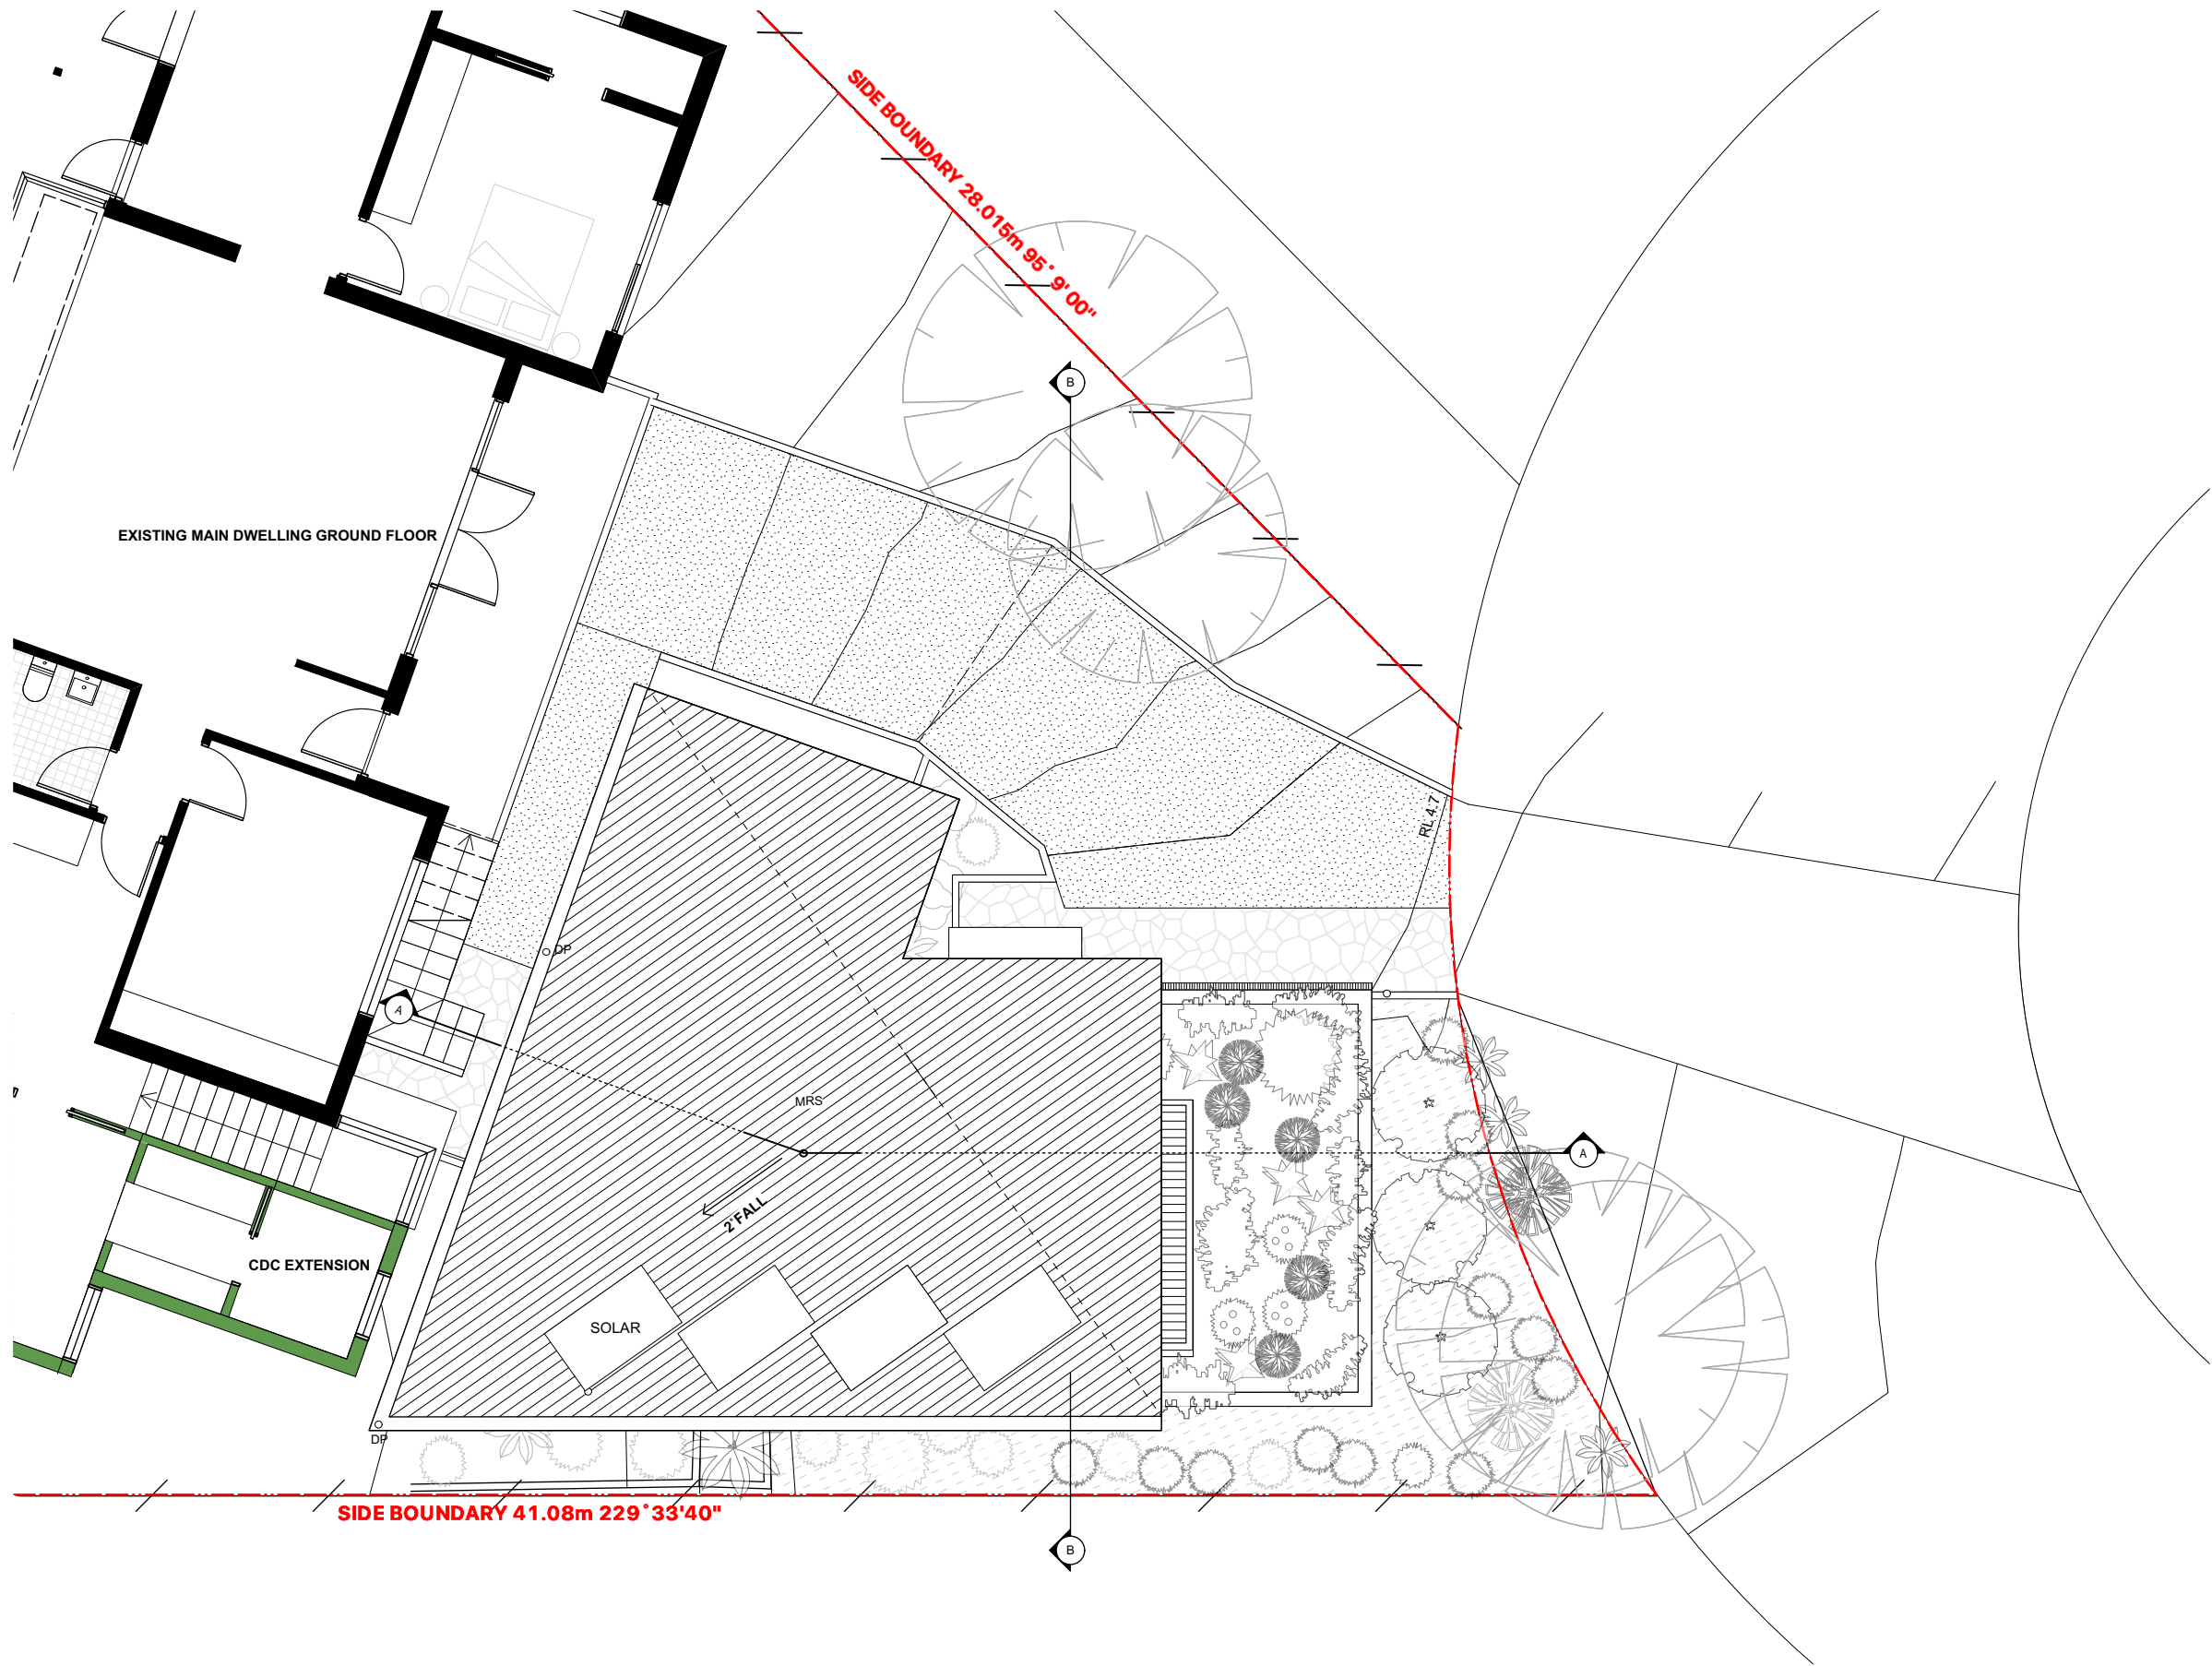 SIDE BOUNDARY 28.015m 95° 9' 00"
B
EXISTING MAIN DWELLING GROUND FLOOR
RL 4.7
DP
A
MRS
A
2°FALL
CDC EXTENSION
SOLAR
DP
SIDE BOUNDARY 41.08m 229°33'40"
B